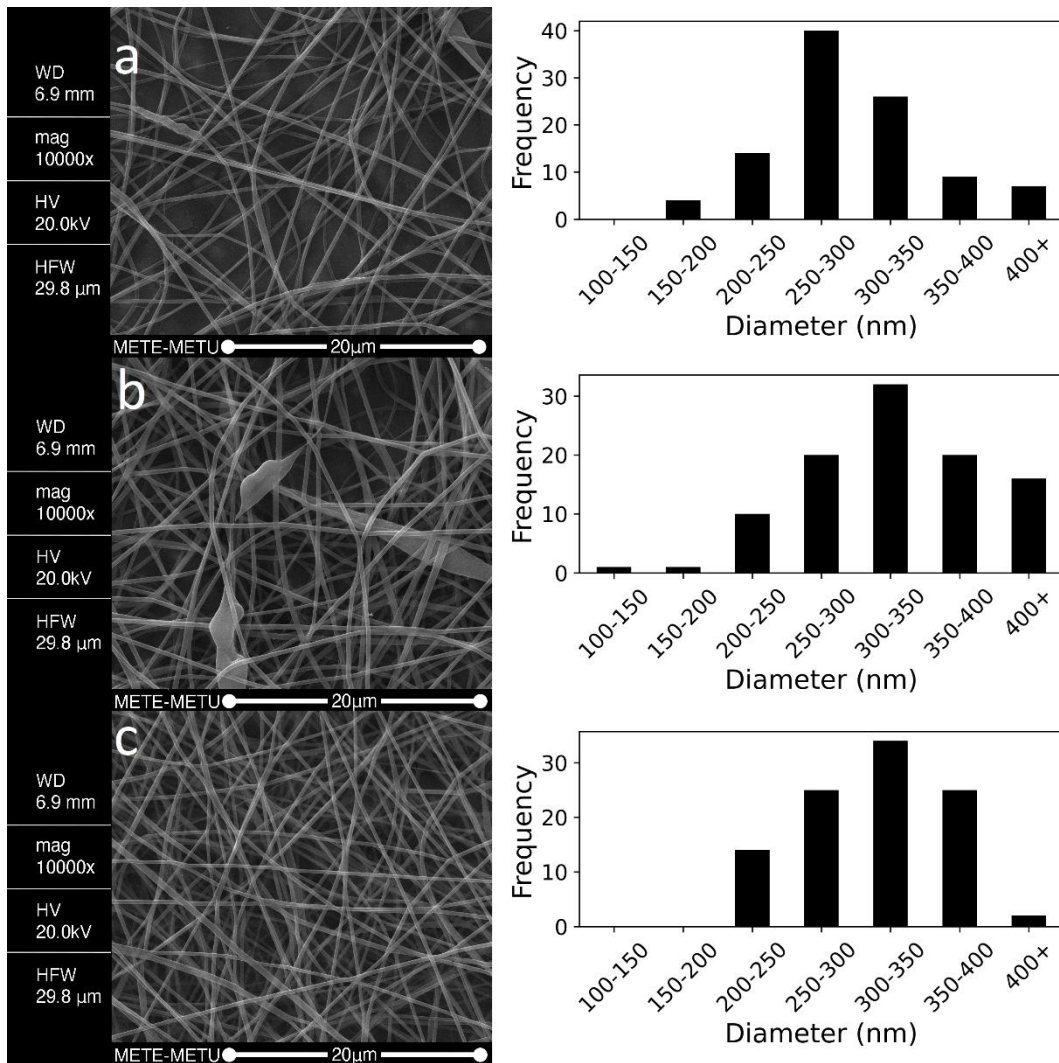 a
WD
6.9 mm
mag
10000x
HV
20.0kV
HFW
29.8 µm
METE-METU
20µm
Frequency
40
30
20
10
0
100-150
150-200
200-250
250-300
300-350
350-400
400+
Diameter (nm)
b
WD
6.9 mm
mag
10000x
HV
20.0kV
HFW
29.8 µm
METE-METU
20µm
Frequency
30
20
10
0
100-150
150-200
200-250
250-300
300-350
350-400
400+
Diameter (nm)
c
WD
6.9 mm
mag
10000x
HV
20.0kV
HFW
29.8 µm
METE-METU
20µm
Frequency
30
20
10
0
100-150
150-200
200-250
250-300
300-350
350-400
400+
Diameter (nm)